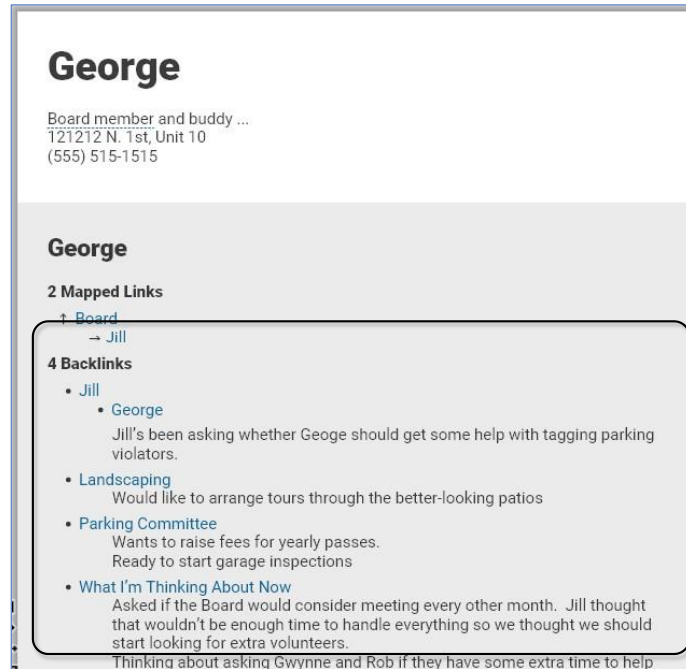 George
Board member and buddy ...
121212 N. 1st, Unit 10
(555) 515-1515
George
2 Mapped Links
↑ Board
→ Jill
4 Backlinks
• Jill
• George
Jill's been asking whether Geoge should get some help with tagging parking
violators.
• Landscaping
Would like to arrange tours through the better-looking patios
• Parking Committee
Wants to raise fees for yearly passes.
Ready to start garage inspections
• What I'm Thinking About Now
Asked if the Board would consider meeting every other month. Jill thought
that wouldn't be enough time to handle everything so we thought we should
start looking for extra volunteers.
Thinking about asking Gwynne and Rob if they have some extra time to help